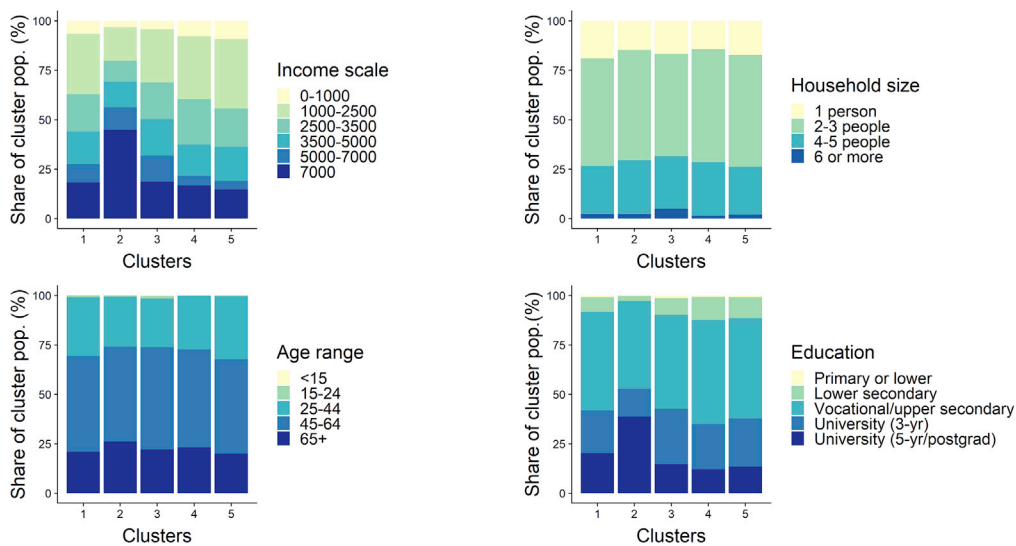 Share of cluster pop. (%)
100
75
50
25
0
1 2 3 4 5
Clusters
Income scale
0-1000
1000-2500
2500-3500
3500-5000
5000-7000
7000
Share of cluster pop. (%)
100
75
50
25
0
1 2 3 4 5
Clusters
Household size
1 person
2-3 people
4-5 people
6 or more
Share of cluster pop. (%)
100
75
50
25
0
1 2 3 4 5
Clusters
Age range
<15
15-24
25-44
45-64
65+
Share of cluster pop.(%)
100
75
50
25
0
1 2 3 4 5
Clusters
Education
Primary or lower
Lower secondary
Vocational/upper secondary
University (3-yr)
University (5-yr/postgrad)